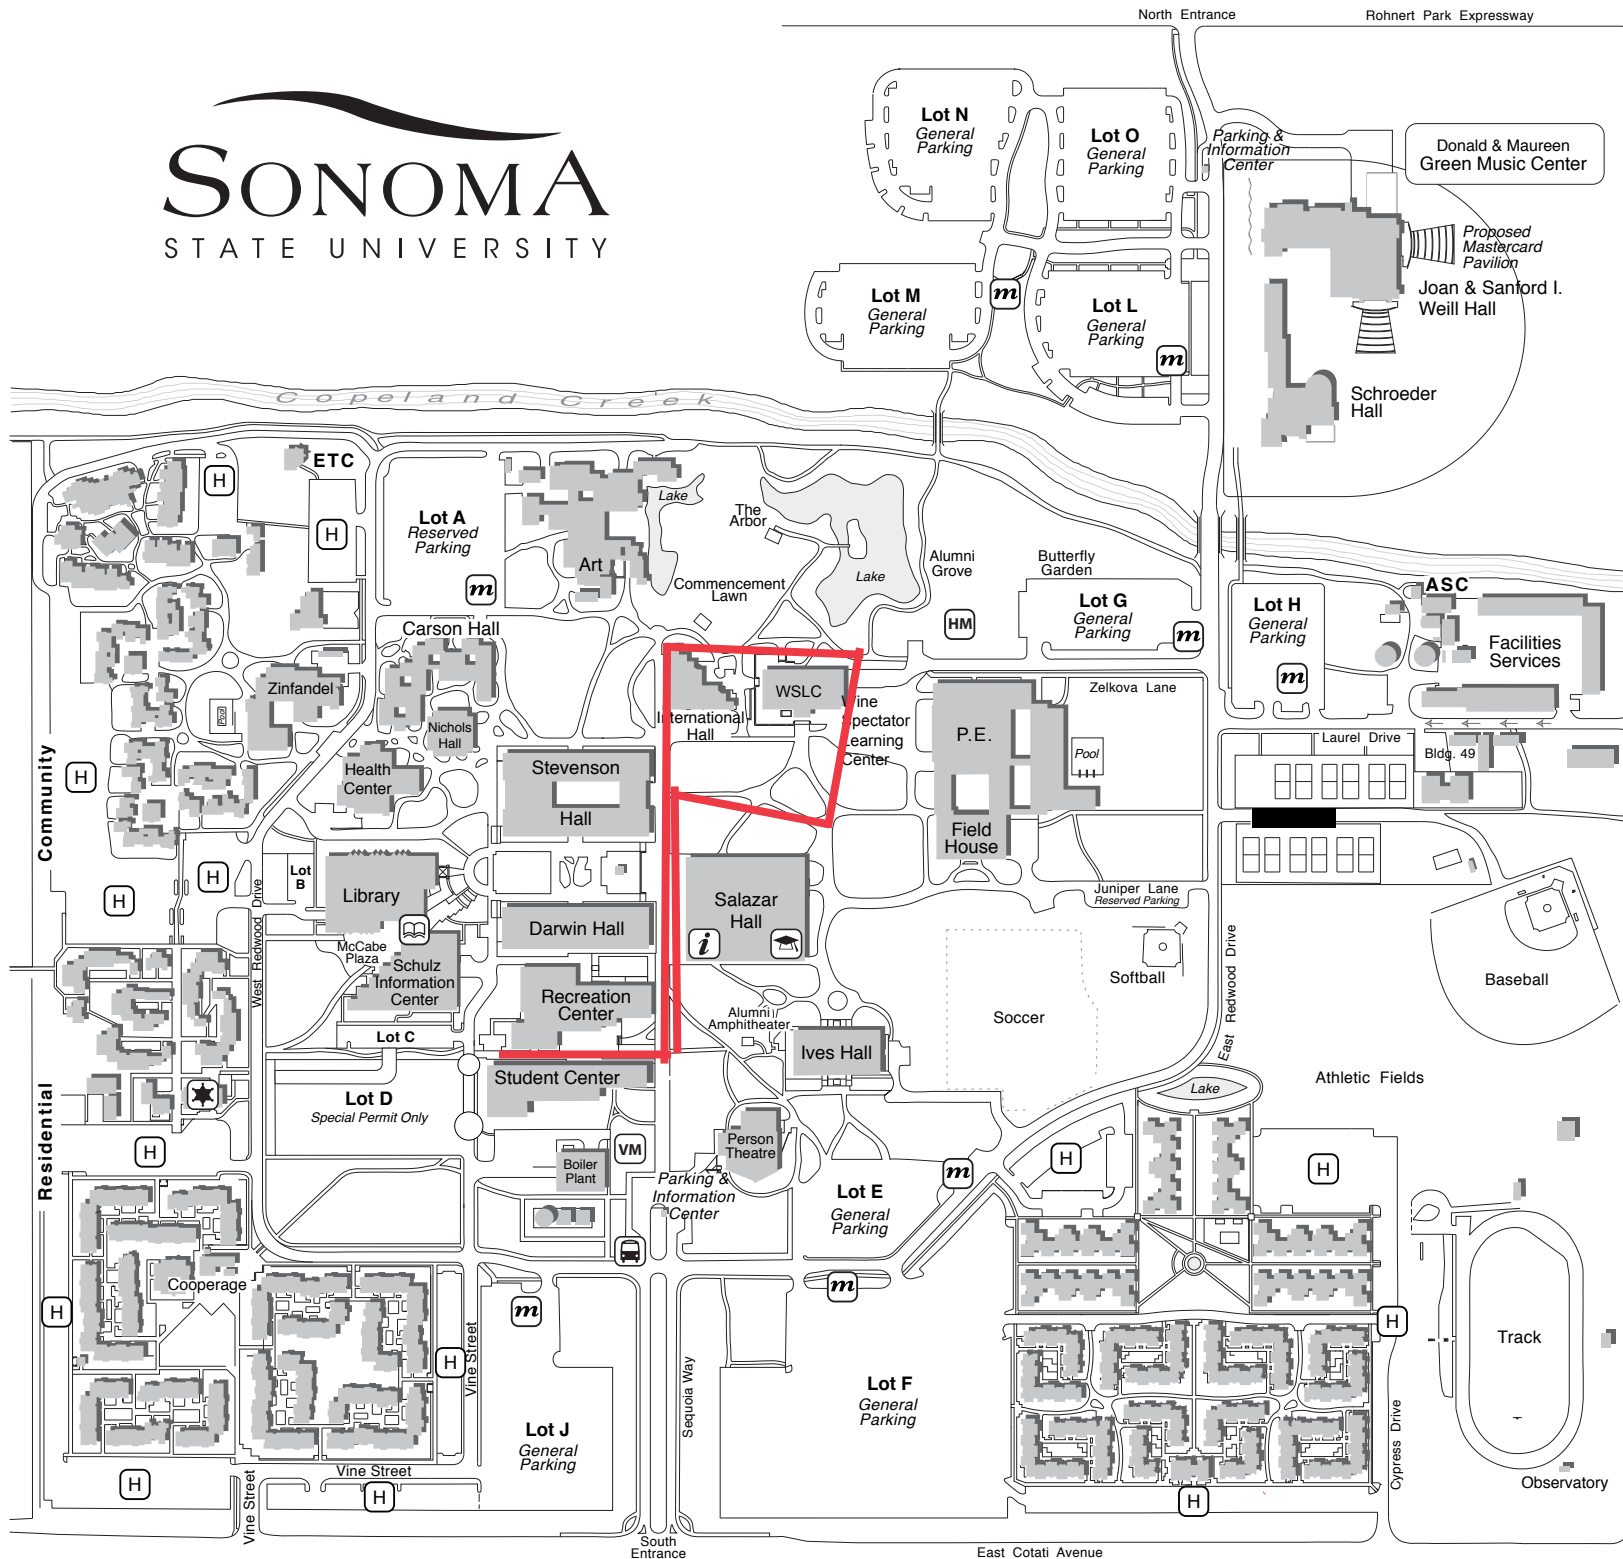 North Entrance
Rohnert Park Expressway
SONOMA
STATE UNIVERSITY
Lot N
General
Parking
Lot O
General
Parking
Parking &
Information
Center
Donald & Maureen
Green Music Center
Proposed
Mastercard
Pavilion
Joan & Sanford I.
Weill Hall
Lot M
General
Parking
m
Lot L
General
Parking
m
Schroeder
Hall
Copeland Creek
H
ETC
H
Lot A
Reserved
Parking
m
Art
Lake
The
Arbor
Lake
Commencement
Lawn
Alumni
Grove
Butterfly
Garden
HM
Lot G
General
Parking
m
Lot H
General
Parking
m
ASC
Facilities
Services
Carson Hall
Zinfandel
Pool
Nichols
Hall
Health
Center
International
Hall
WSLC
Wine
Spectator
Learning
Center
P.E.
Zelkova Lane
Pool
Laurel Drive
Bldg. 49
Community
H
Stevenson
Hall
Field
House
H
H
Lot
B
Library
West Redwood Drive
Darwin Hall
Salazar
Hall
i
Juniper Lane
Reserved Parking
McCabe
Plaza
Schulz
Information
Center
Recreation
Center
Softball
East Redwood Drive
Baseball
Lot C
Alumni
Amphitheater
Ives Hall
Soccer
Student Center
Lot D
Special Permit Only
Lake
Athletic Fields
Residential
H
Boiler
Plant
VM
Person
Theatre
m
H
H
Parking &
Information
Center
Lot E
General
Parking
Cooperage
H
m
m
H
Vine Street
H
Lot J
General
Parking
Sequoia Way
Lot F
General
Parking
Cypress Drive
Track
Observatory
H
Vine Street
Vine Street
H
H
South
Entrance
East Cotati Avenue